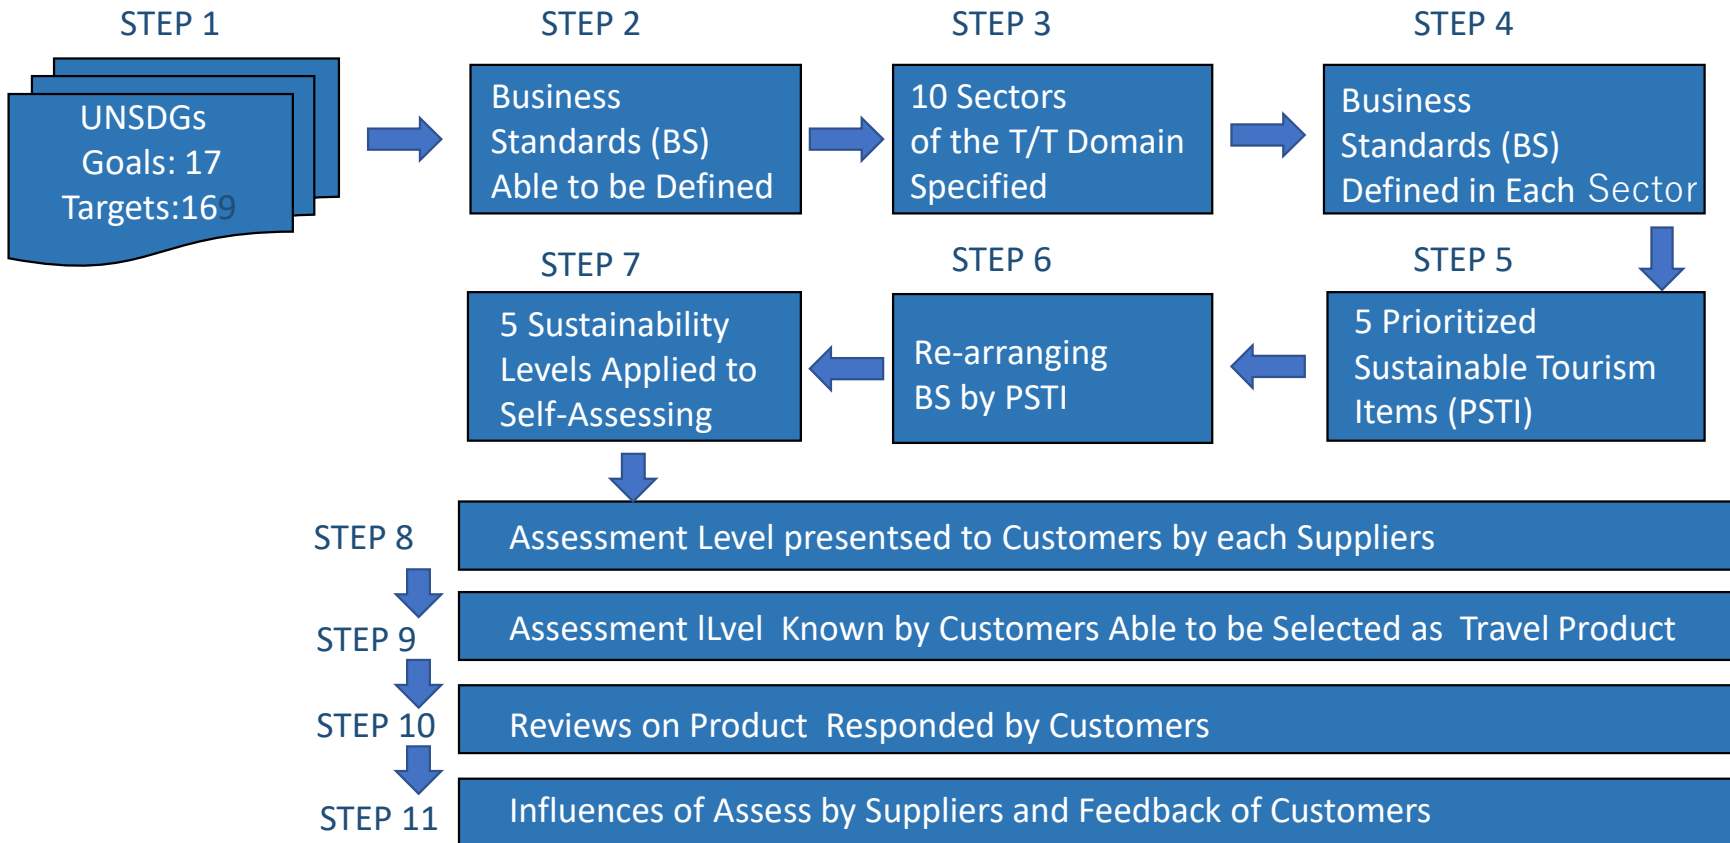 STEP 1
UNSDGs
Goals: 17
Targets:169
STEP 2
Business
Standards (BS)
Able to be Defined
STEP 3
10 Sectors
of the T/T Domain
Specified
STEP 4
Business
Standards (BS)
Defined in Each Sector
STEP 5
5 Prioritized
Sustainable Tourism
Items (PSTI)
STEP 6
Re-arranging
BS by PSTI
STEP 7
5 Sustainability
Levels Applied to
Self-Assessing
STEP 8
Assessment Level presentsed to Customers by each Suppliers
STEP 9
Assessment lLvel  Known by Customers Able to be Selected as  Travel Product
STEP 10
Reviews on Product  Responded by Customers
STEP 11
Influences of Assess by Suppliers and Feedback of Customers